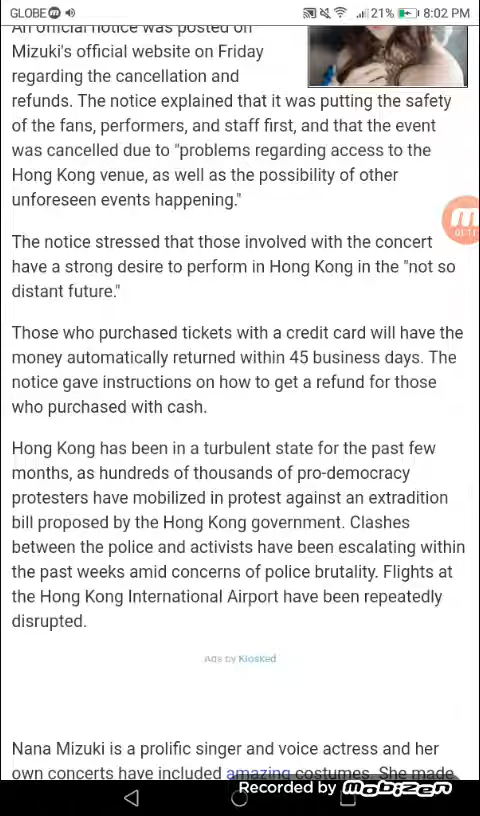 GLOBE
21%
8:02 PM
An official notice was posted on
Mizuki's official website on Friday
regarding the cancellation and
refunds. The notice explained that it was putting the safety
of the fans, performers, and staff first, and that the event
was cancelled due to "problems regarding access to the
Hong Kong venue, as well as the possibility of other
unforeseen events happening."
The notice stressed that those involved with the concert
have a strong desire to perform in Hong Kong in the "not so
distant future."
Those who purchased tickets with a credit card will have the
money automatically returned within 45 business days. The
notice gave instructions on how to get a refund for those
who purchased with cash.
Hong Kong has been in a turbulent state for the past few
months, as hundreds of thousands of pro-democracy
protesters have mobilized in protest against an extradition
bill proposed by the Hong Kong government. Clashes
between the police and activists have been escalating within
the past weeks amid concerns of police brutality. Flights at
the Hong Kong International Airport have been repeatedly
disrupted.
Ads by Kiosked
Nana Mizuki is a prolific singer and voice actress and her
own concerts have included amazing costumes. She made
Recorded by mobizen